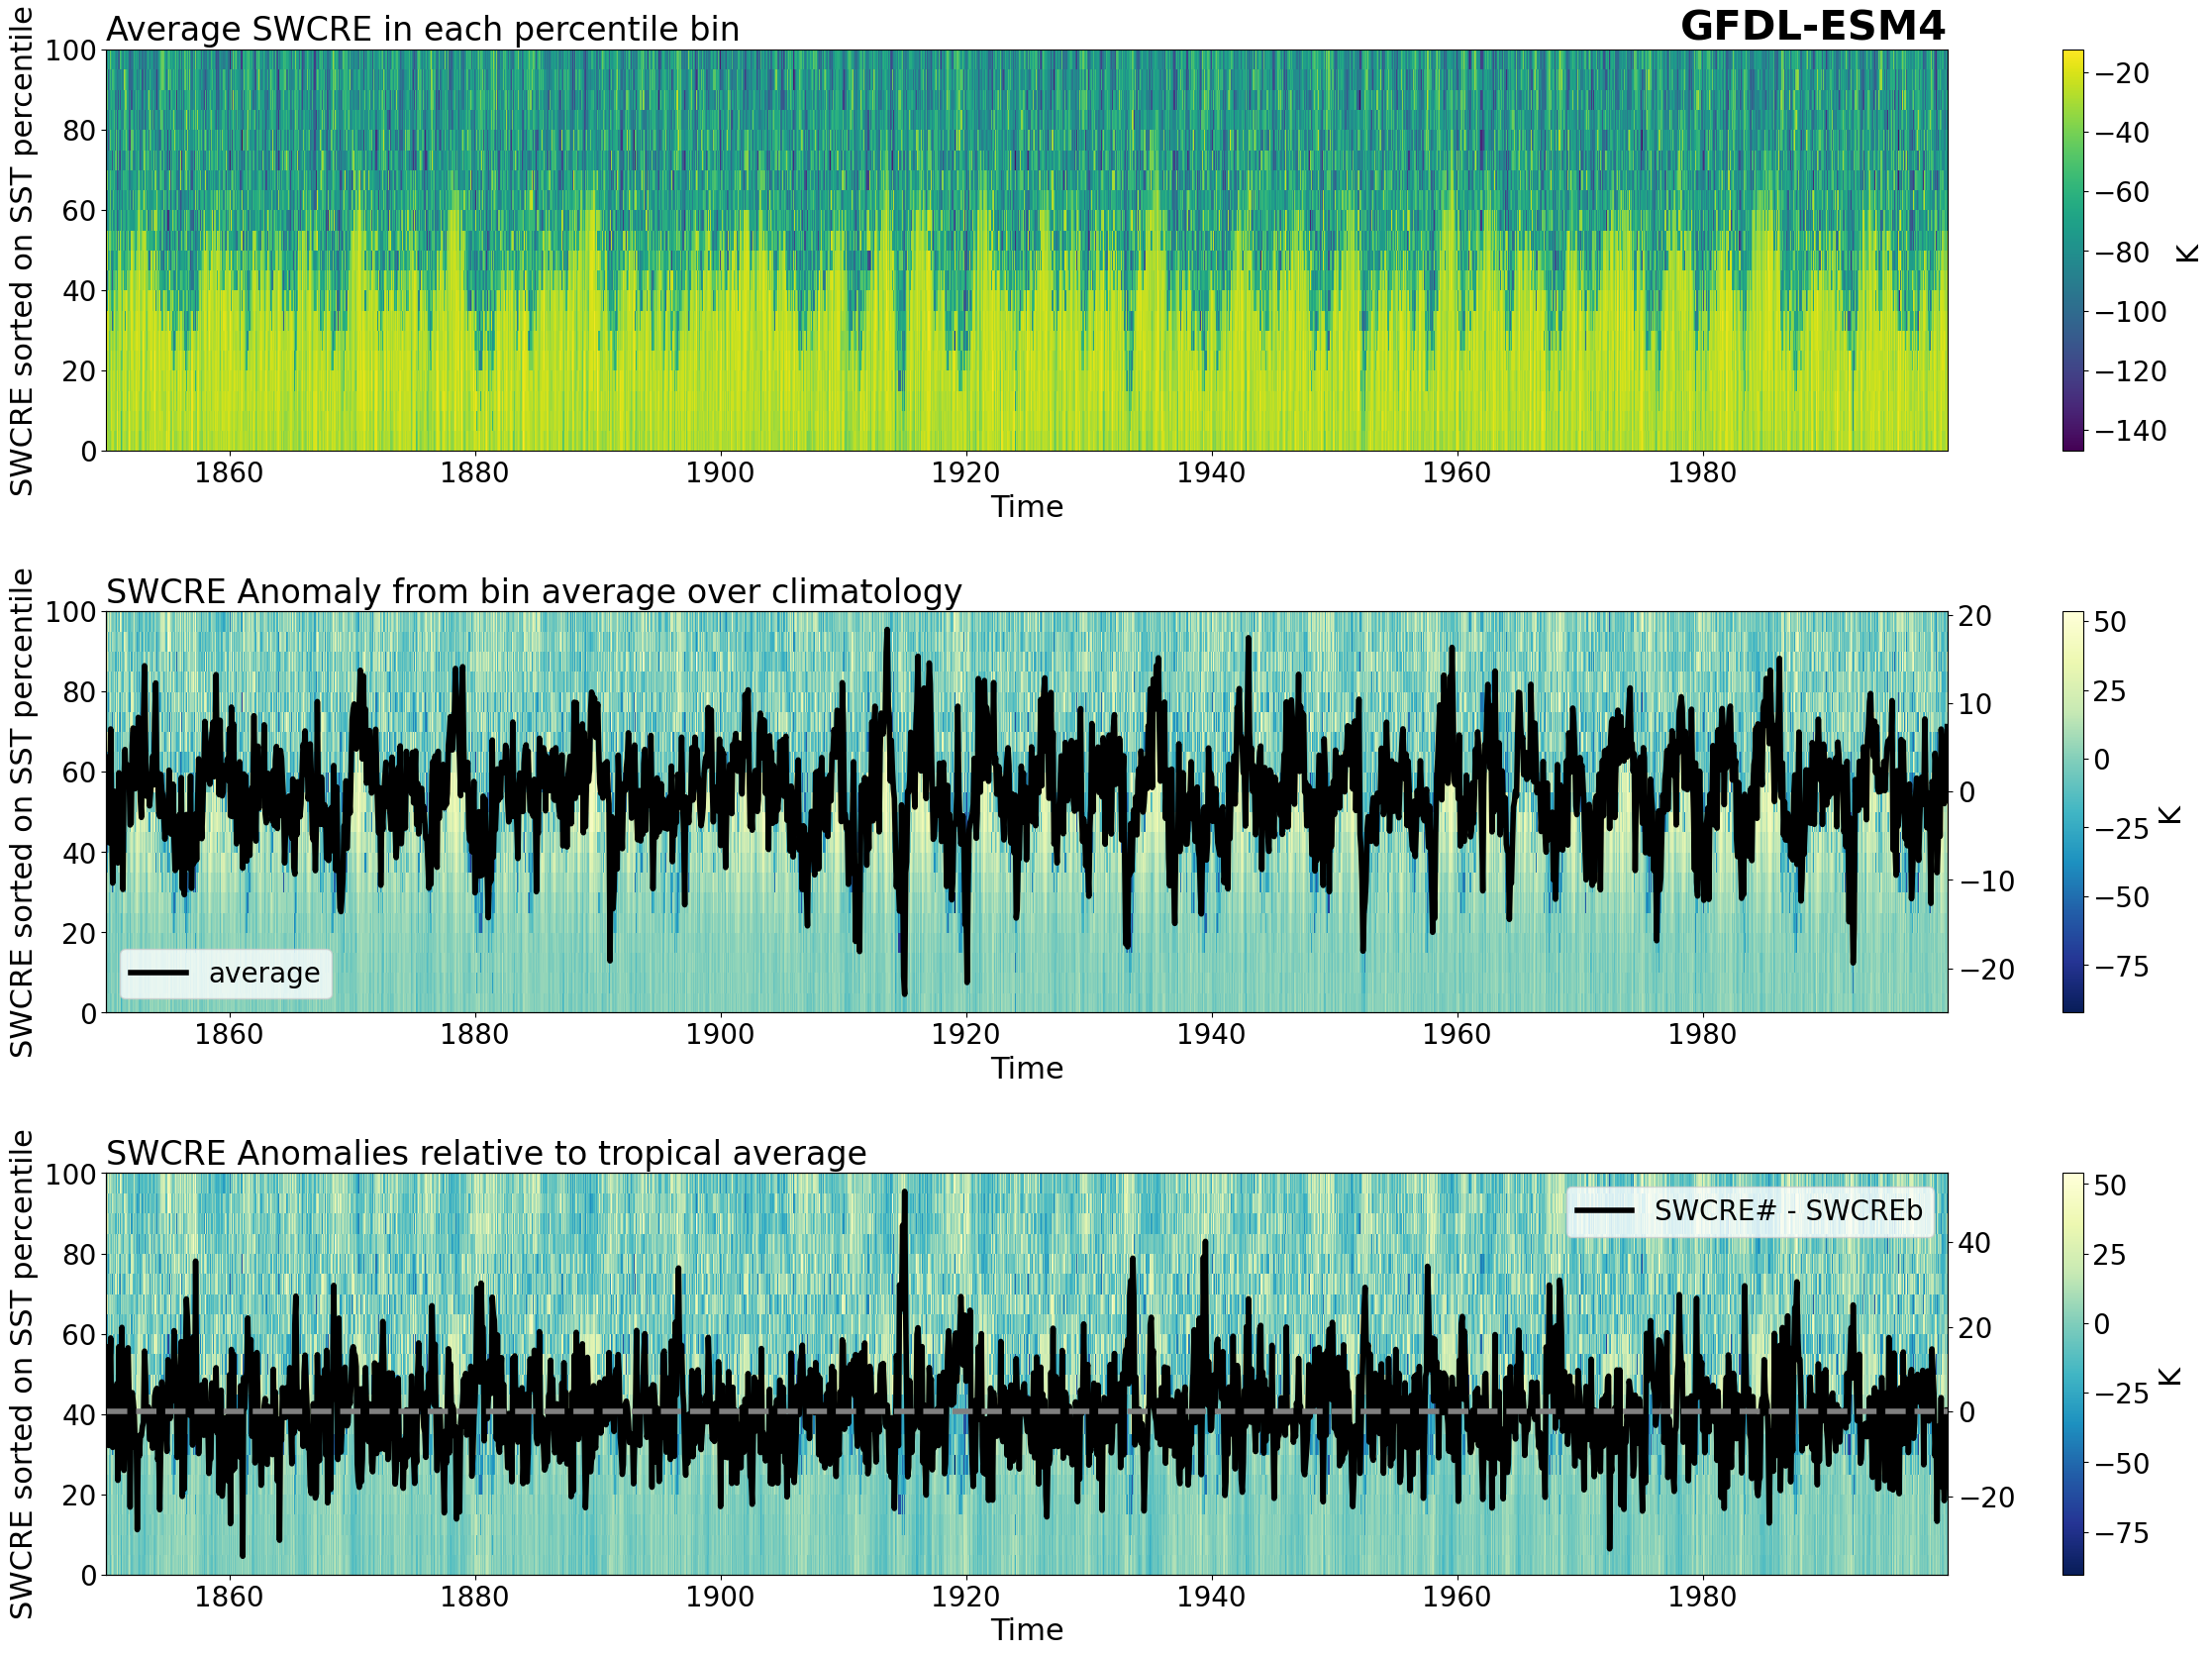 Average SWCRE in each percentile bin
GFDL-ESM4
SWCRE sorted on SST percentile
100
80
60
40
20
0
1860 1880 1900 1920 1940 1960 1980
Time
−20
−40
−60
−80
−100
−120
−140
K
SWCRE Anomaly from bin average over climatology
SWCRE sorted on SST percentile
100
80
60
40
20
0
average
1860 1880 1900 1920 1940 1960 1980
Time
20
10
0
−10
−20
50
25
0
−25
−50
−75
K
SWCRE Anomalies relative to tropical average
SWCRE sorted on SST percentile
100
80
60
40
20
0
SWCRE# - SWCREb
1860 1880 1900 1920 1940 1960 1980
Time
40
20
0
−20
50
25
0
−25
−50
−75
K